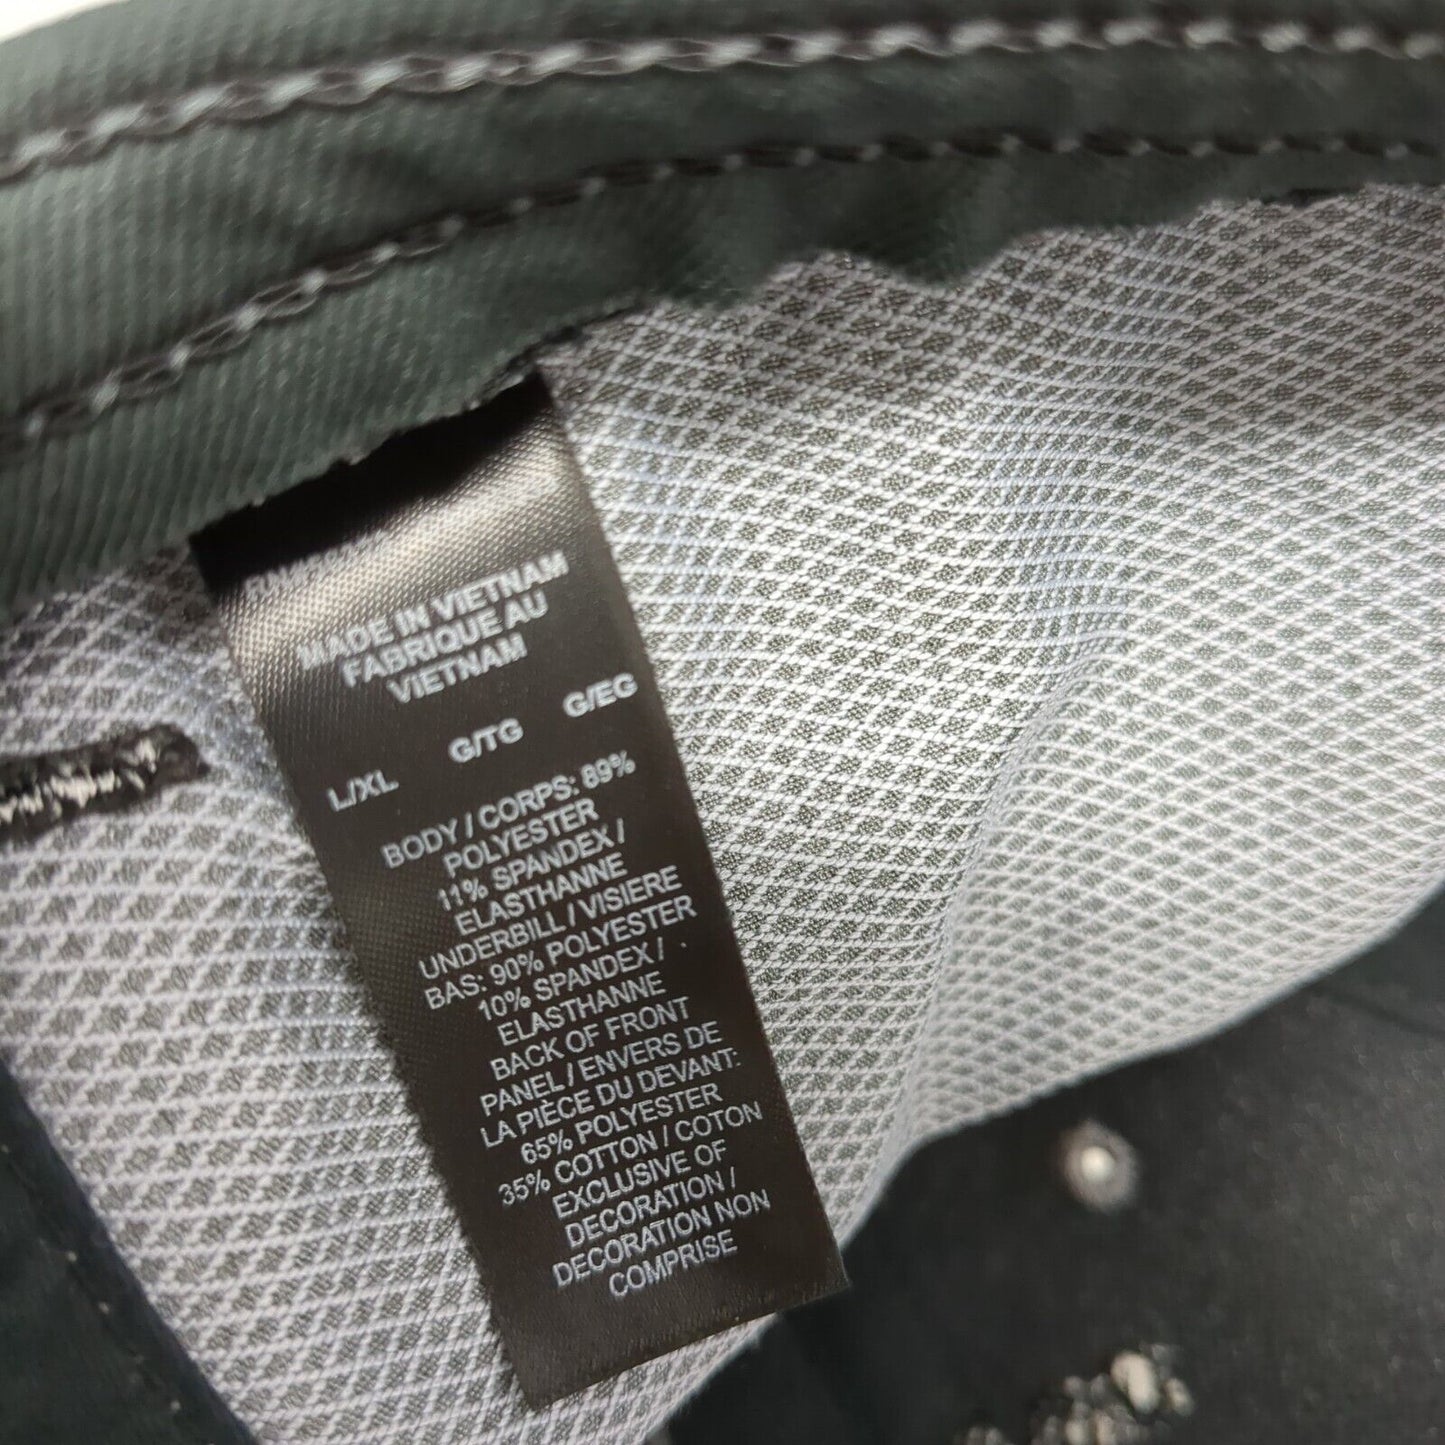 MADE IN VIETNAM
FABRIQUE AU
VIETNAM
L/XL G/TG G/EG
BODY / CORPS: 89%
POLYESTER
11% SPANDEX /
ELASTHANNE
UNDERBILL / VISIERE
BAS: 90% POLYESTER
10% SPANDEX /
ELASTHANNE
BACK OF FRONT
PANEL / ENVERS DE
LA PIÈCE DU DEVANT:
65% POLYESTER
35% COTTON / COTON
EXCLUSIVE OF
DECORATION /
DECORATION NON
COMPRISE